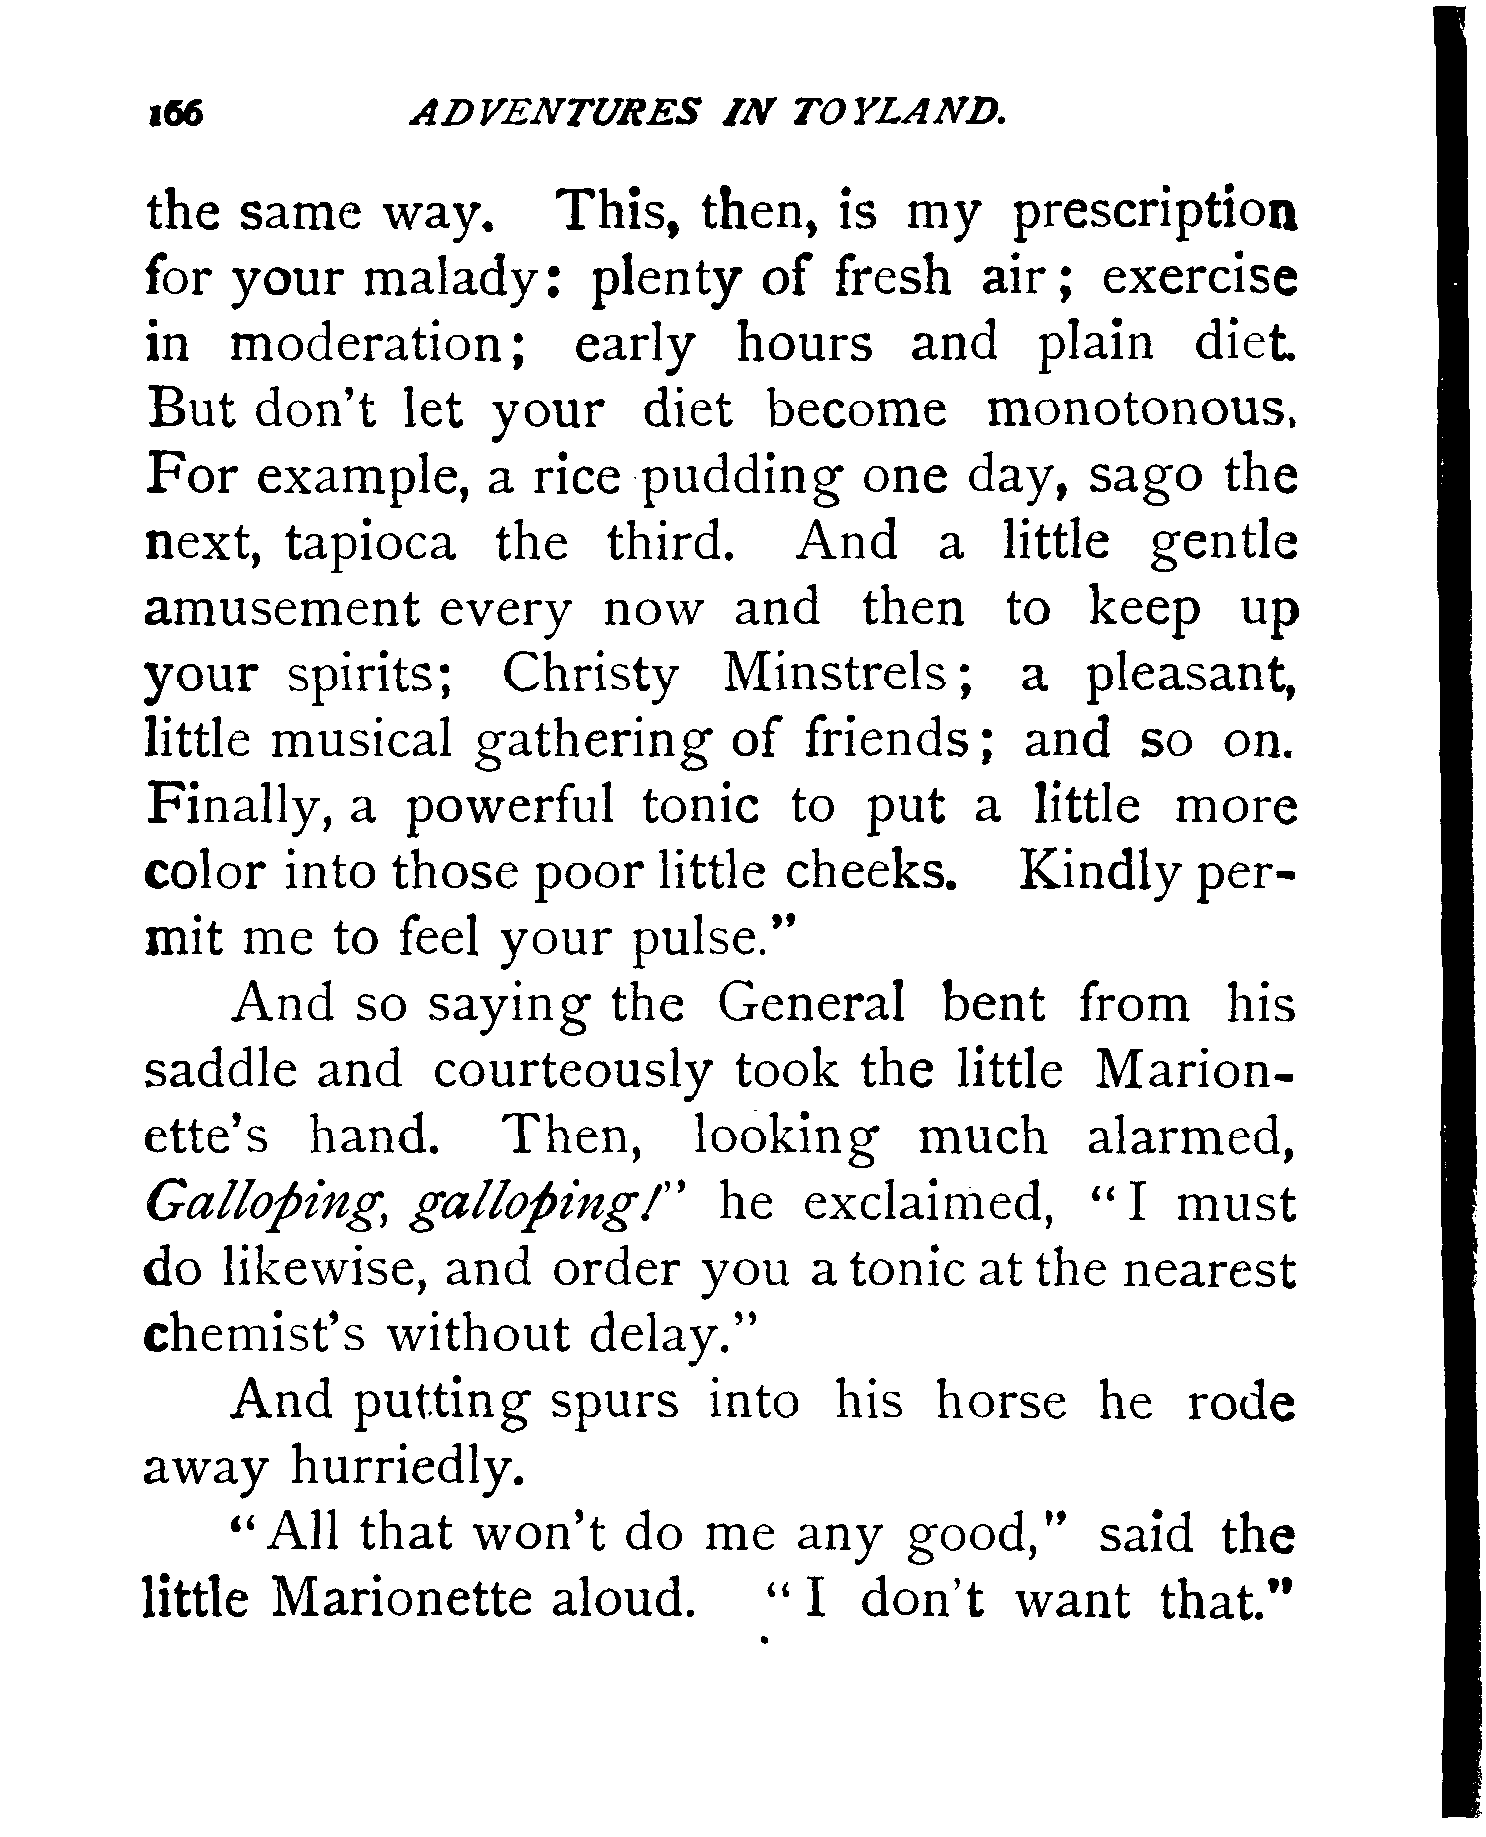 166 ADVENTURES IN TOYLAND.
the same way. This, then, is my prescription
for your malady: plenty of fresh air; exercise
in moderation; early hours and plain diet.
But don't let your diet become monotonous.
For example, a rice pudding one day, sago the
next, tapioca the third. And a little gentle
amusement every now and then to keep up
your spirits; Christy Minstrels; a pleasant,
little musical gathering of friends; and so on.
Finally, a powerful tonic to put a little more
color into those poor little cheeks. Kindly per-
mit me to feel your pulse."
And so saying the General bent from his
saddle and courteously took the little Marion-
ette's hand. Then, looking much alarmed,
Galloping, galloping!" he exclaimed, "I must
do likewise, and order you a tonic at the nearest
chemist's without delay."
And putting spurs into his horse he rode
away hurriedly.
"All that won't do me any good," said the
little Marionette aloud. "I don't want that."